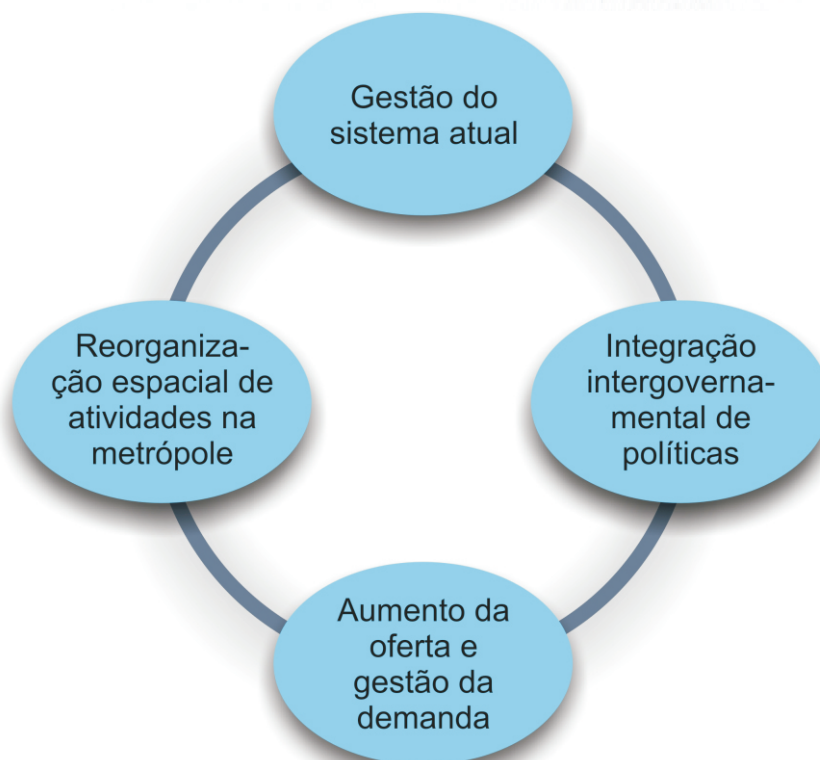 Gestão do
sistema atual
Reorganiza-
ção espacial de
atividades na
metrópole
Integração
intergoverna-
mental de
políticas
Aumento da
oferta e
gestão da
demanda